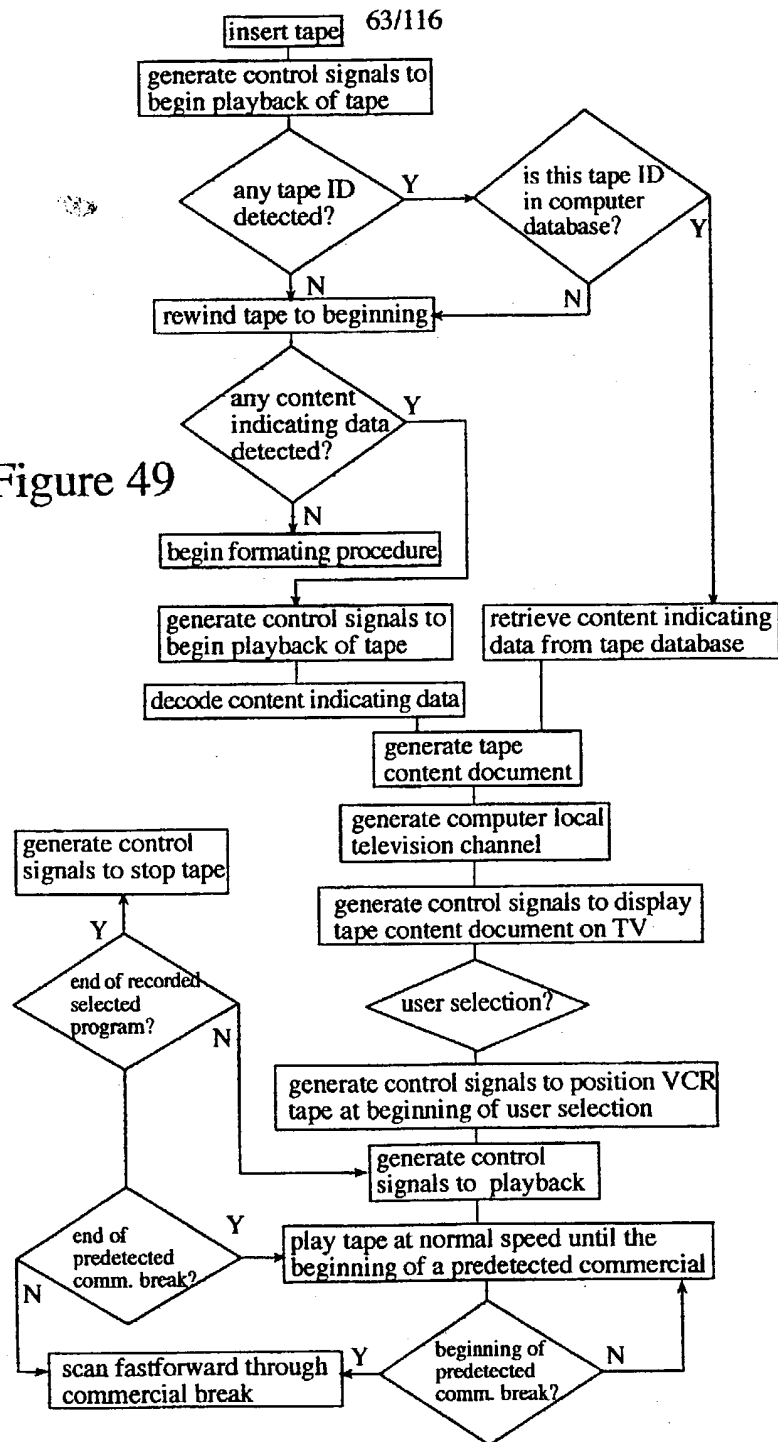 63/116
insert tape
generate control signals to
begin playback of tape
any tape ID
detected?
Y
is this tape ID
in computer
database?
Y
N
N
rewind tape to beginning
any content
indicating data
detected?
Y
Figure 49
N
begin formating procedure
generate control signals to
begin playback of tape
retrieve content indicating
data from tape database
decode content indicating data
generate tape
content document
generate computer local
television channel
generate control
signals to stop tape
generate control signals to display
tape content document on TV
Y
end of recorded
selected
program?
N
user selection?
generate control signals to position VCR
tape at beginning of user selection
generate control
signals to playback
end of
predetected
comm. break?
Y
N
play tape at normal speed until the
beginning of a predetected commercial
scan fastforward through
commercial break
Y
beginning of
predetected
comm. break?
N